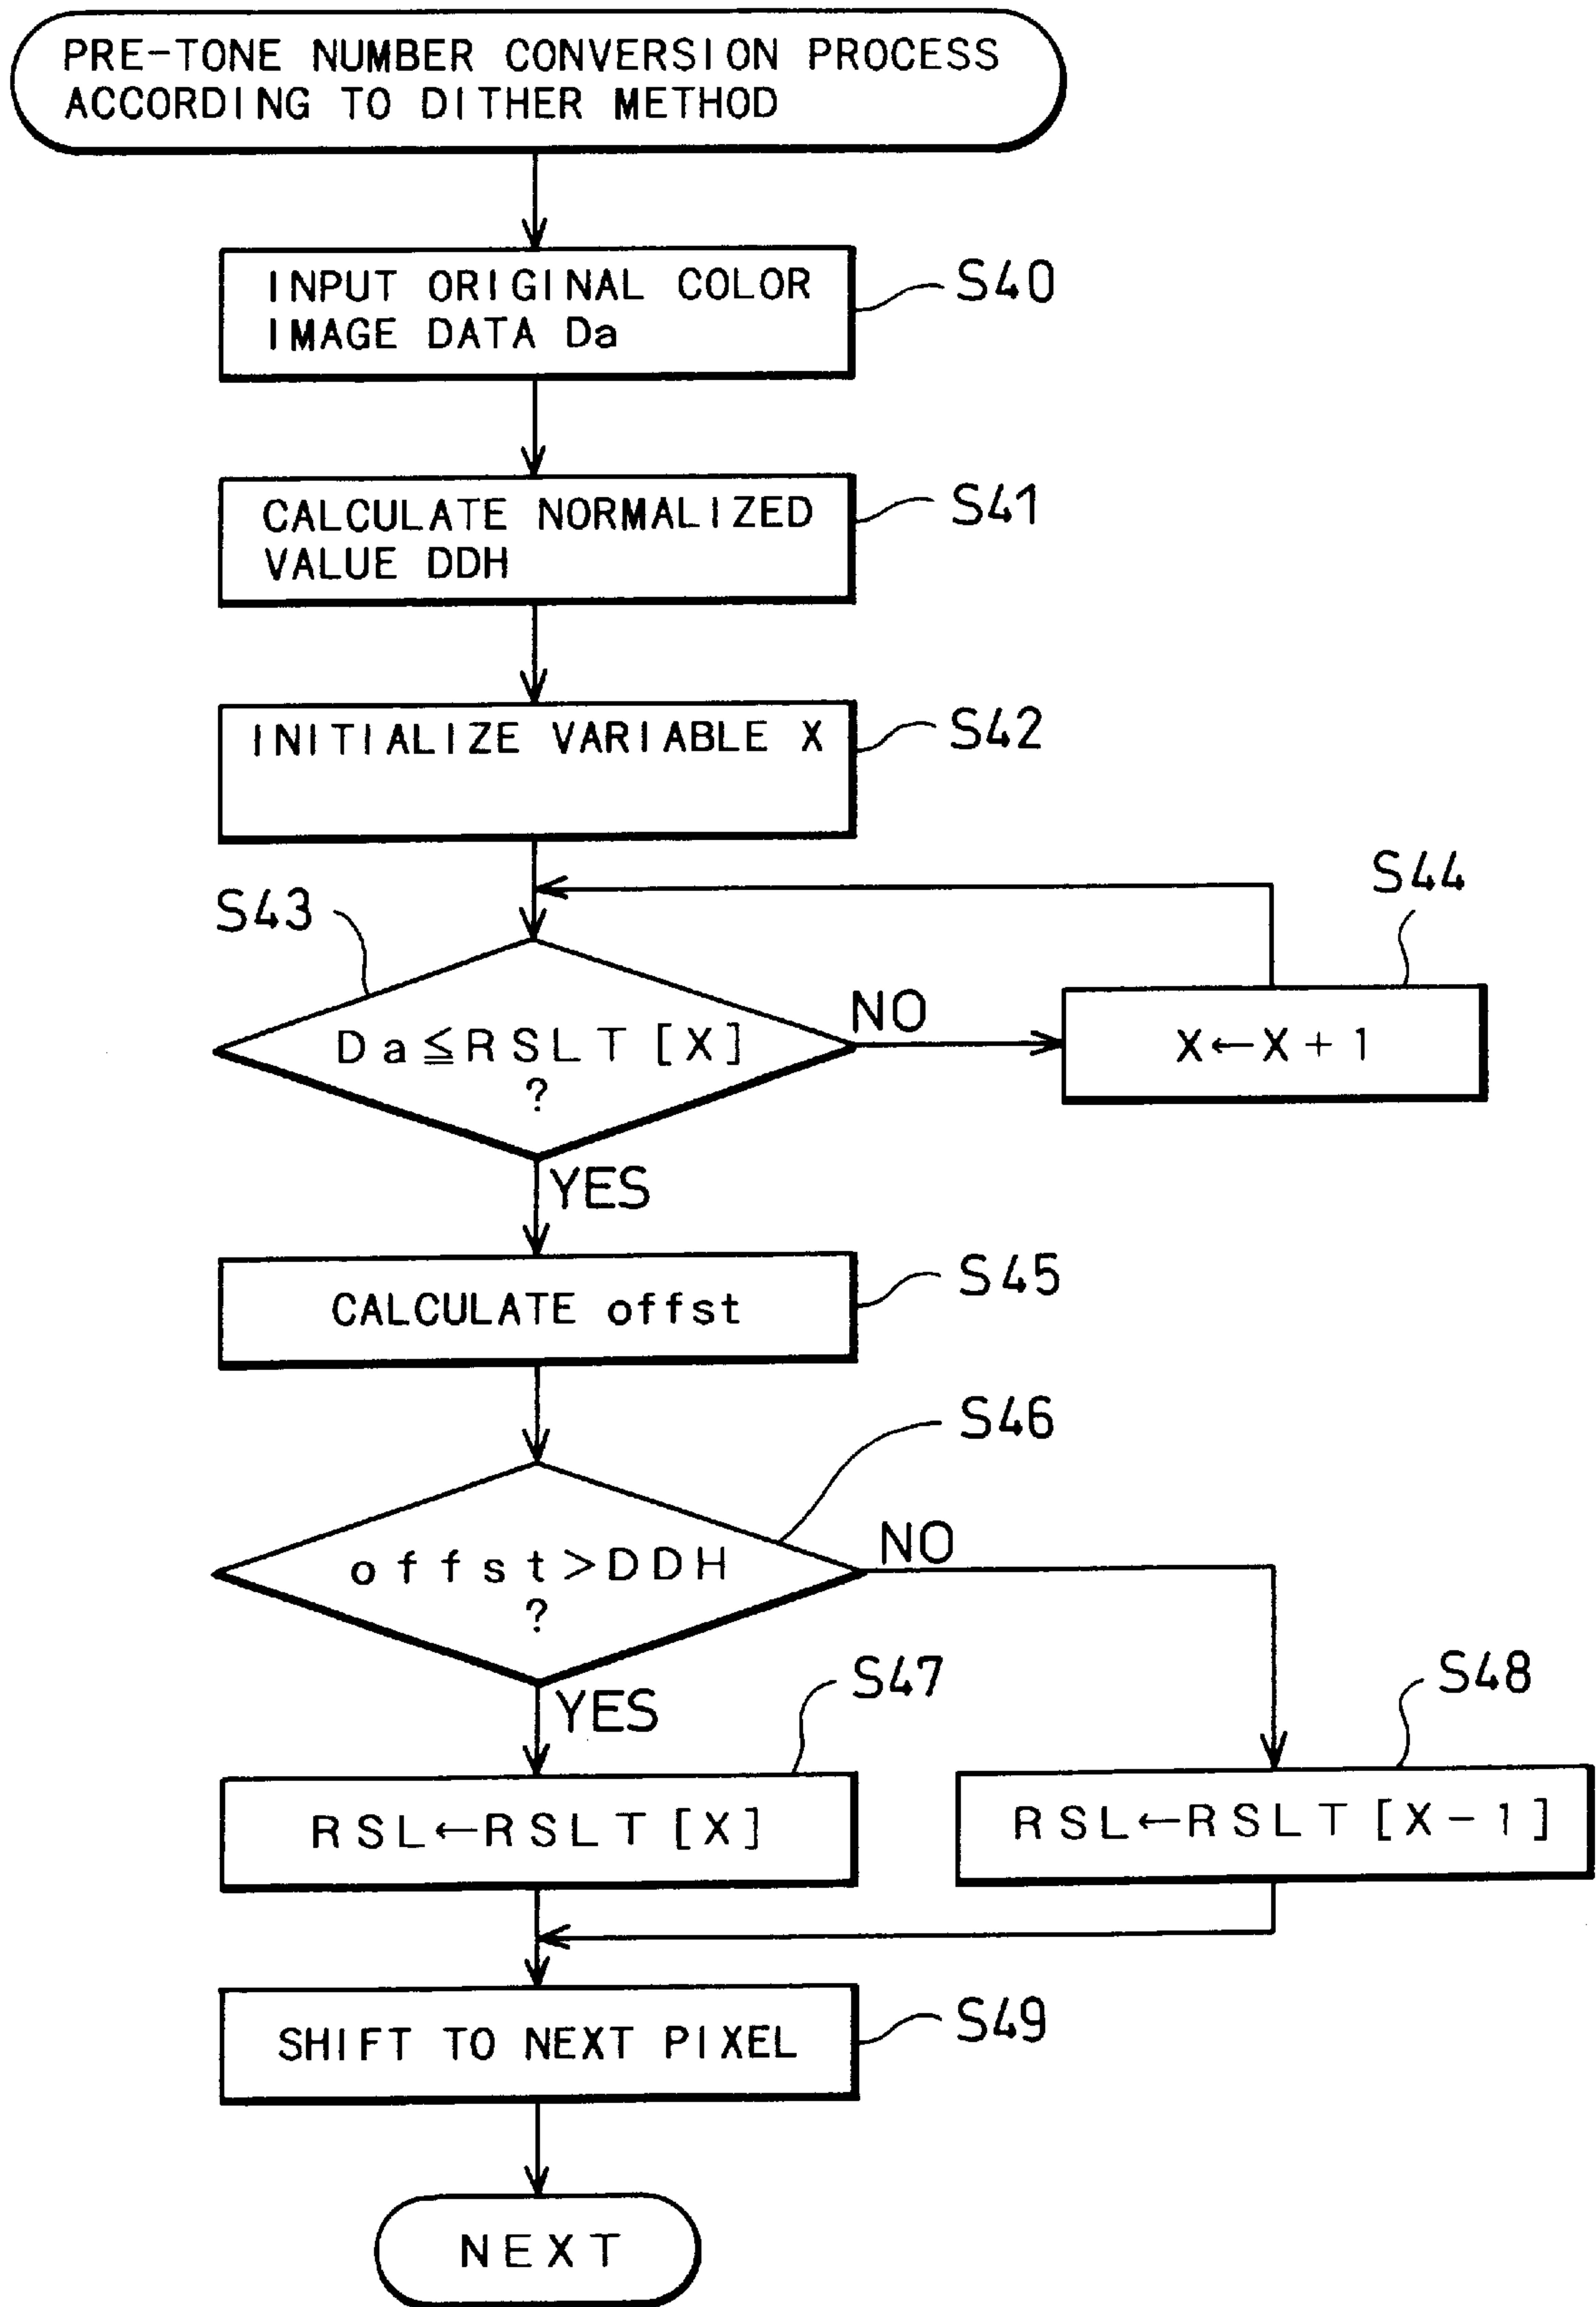 PRE-TONE NUMBER CONVERSION PROCESS
ACCORDING TO DITHER METHOD
INPUT ORIGINAL COLOR
IMAGE DATA Da
S40
CALCULATE NORMALIZED
VALUE DDH
S41
INITIALIZE VARIABLE X
S42
S43
Da≦RSLT[X]
?
NO
S44
X←X+1
YES
CALCULATE offst
S45
S46
offst>DDH
?
NO
YES
S47
RSL←RSLT[X]
S48
RSL←RSLT[X-1]
SHIFT TO NEXT PIXEL
S49
NEXT